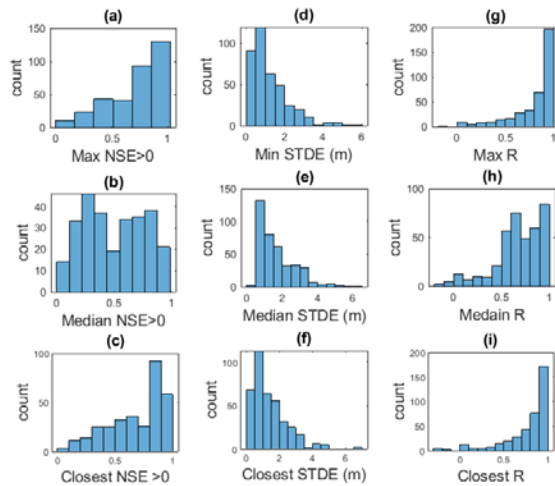 (a)
150
100
50
0
count
0 0.5 1
Max NSE>0
(d)
100
50
0
count
0 2 4 6
Min STDE (m)
(g)
200
150
100
50
0
count
0 0.5 1
Max R
(b)
40
30
20
10
0
count
0 0.5 1
Median NSE>0
(e)
150
100
50
0
count
0 2 4 6
Median STDE (m)
(h)
100
50
0
count
0 0.5 1
Medain R
(c)
100
50
0
count
0 0.5 1
Closest NSE >0
(f)
100
50
0
count
0 2 4 6
Closest STDE (m)
(i)
200
100
0
count
0 0.5 1
Closest R